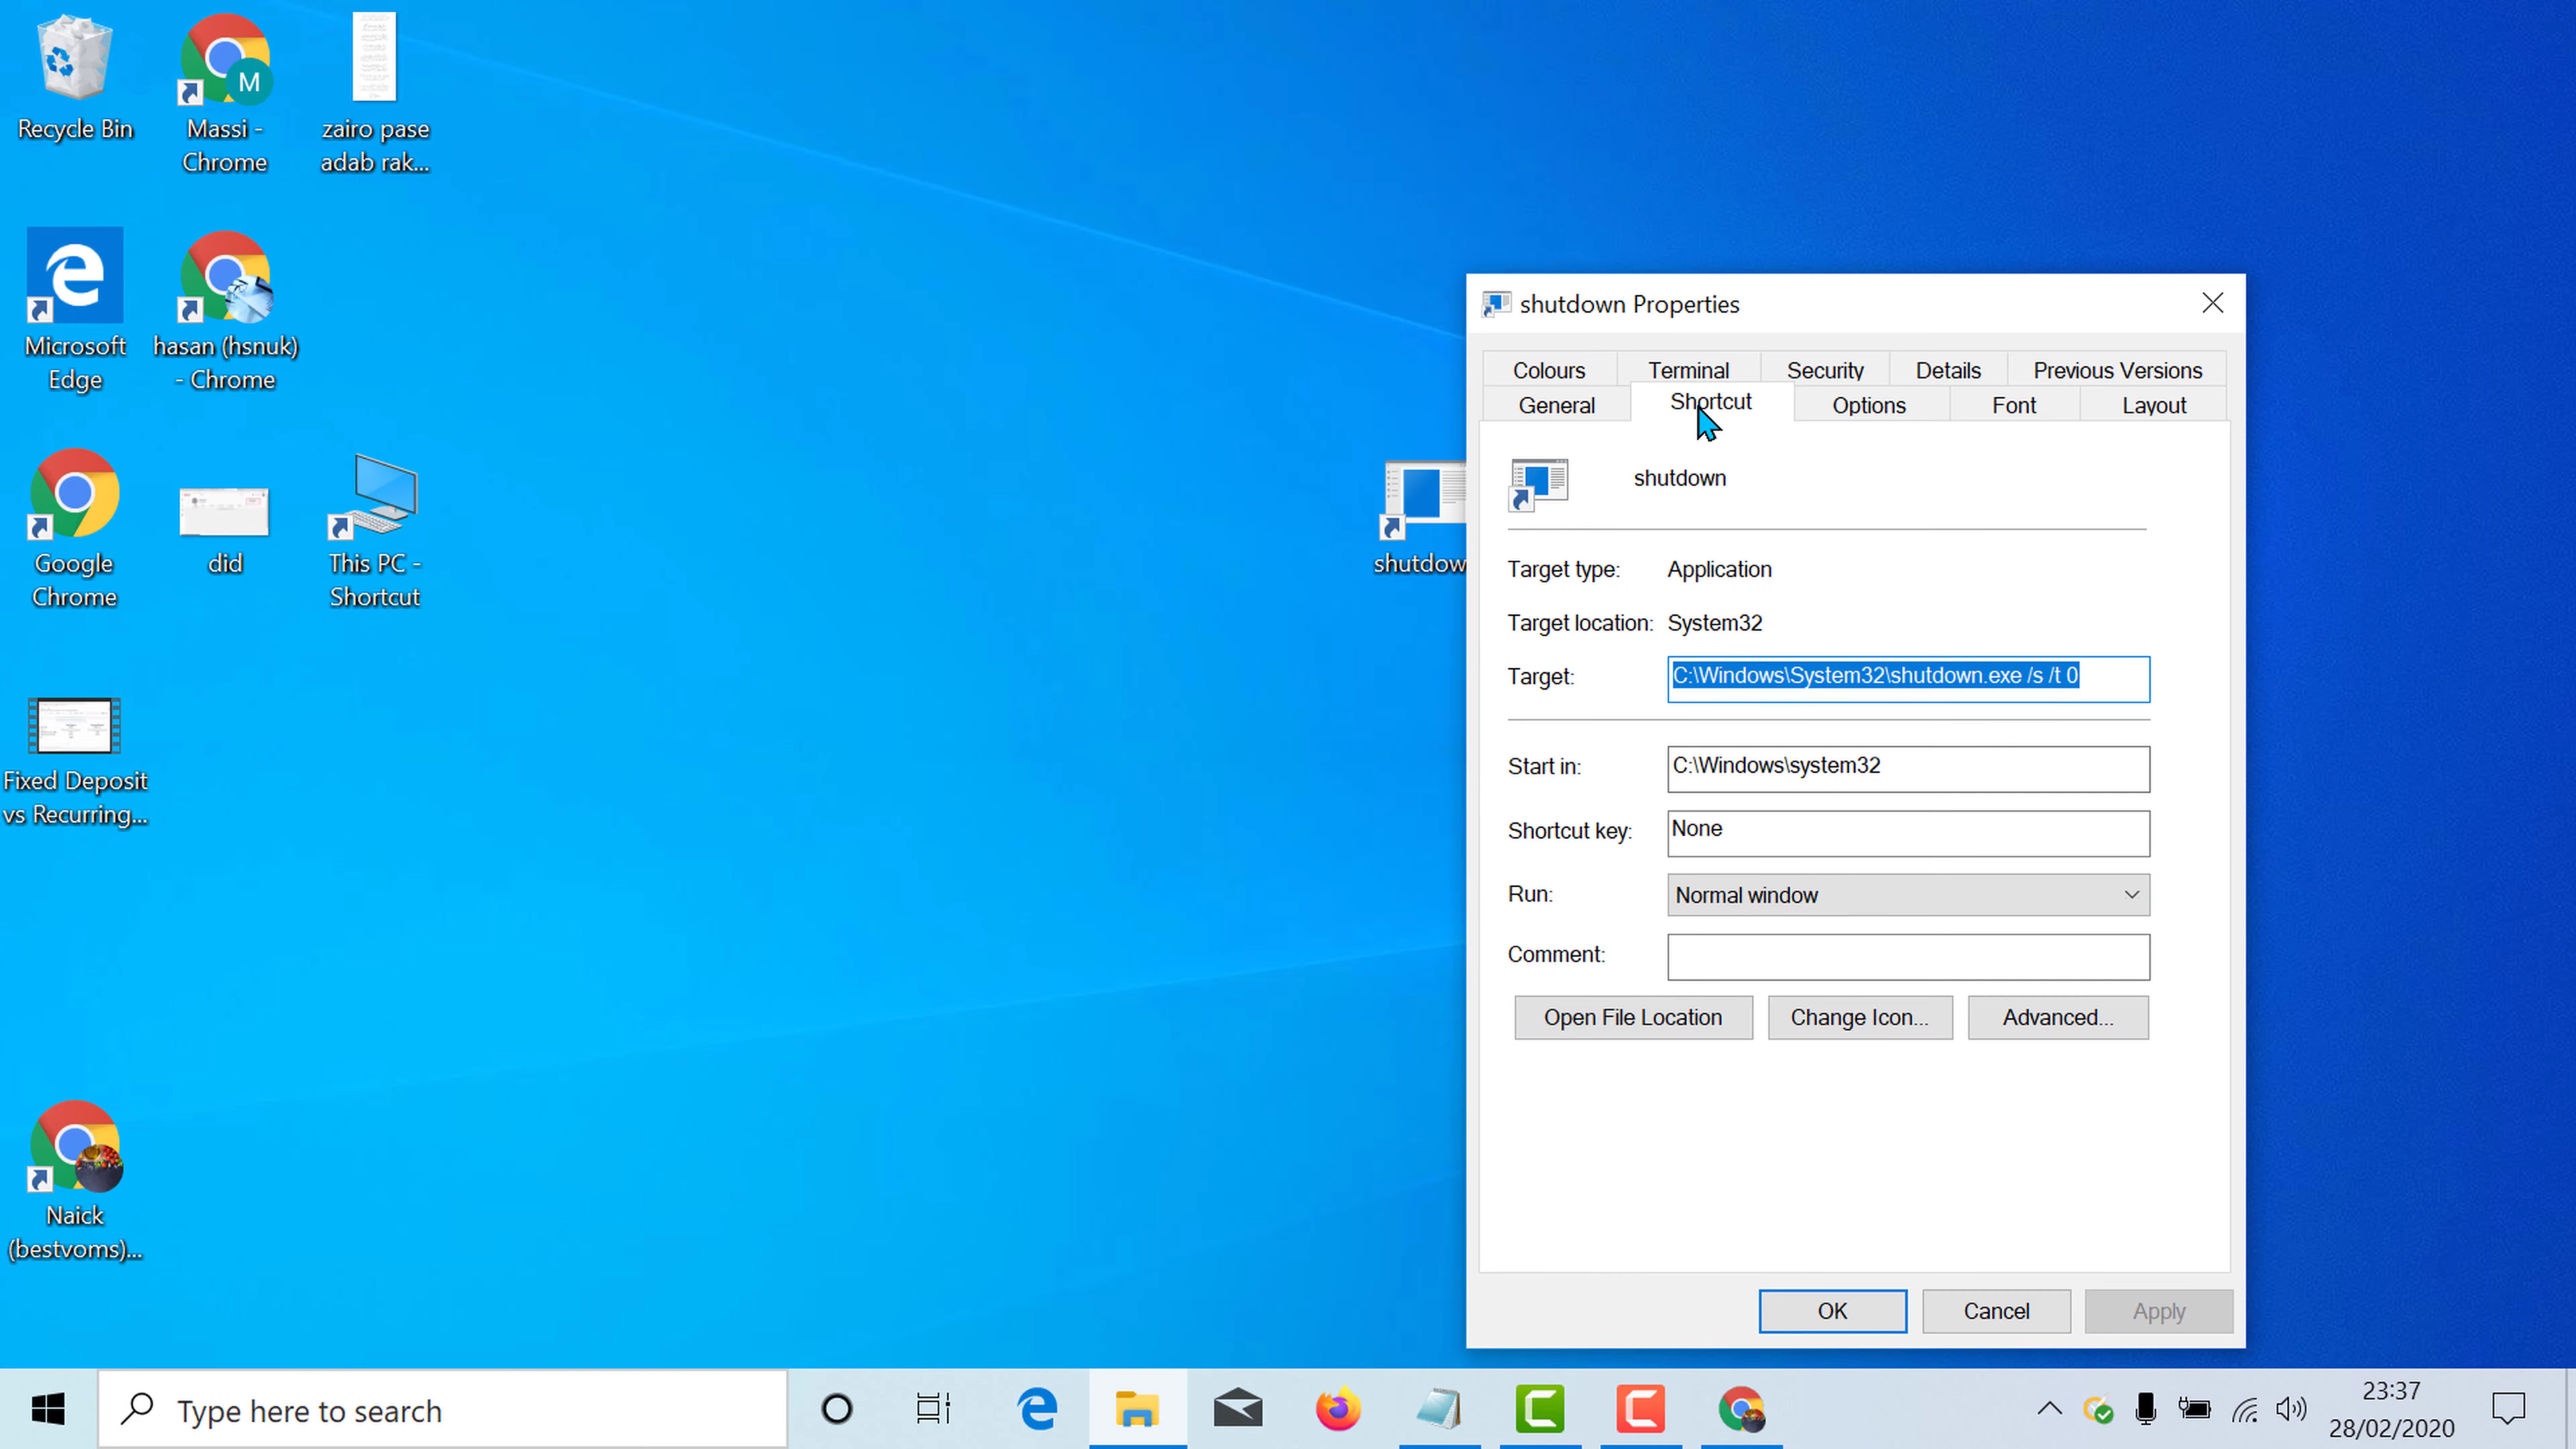 Recycle Bin
Massi -
Chrome
zairo pase
adab rak...
Microsoft
Edge
hasan (hsnuk)
- Chrome
Google
Chrome
did
This PC -
Shortcut
Fixed Deposit
vs Recurring...
Naick
(bestvoms)...
shutdow
shutdown Properties
Colours Terminal Security Details Previous Versions
General Shortcut Options Font Layout
shutdown
Target type: Application
Target location: System32
Target: C:\Windows\System32\shutdown.exe /s /t 0
Start in: C:\Windows\system32
Shortcut key: None
Run: Normal window
Comment:
Open File Location Change Icon... Advanced...
OK Cancel Apply
Type here to search
23:37
28/02/2020